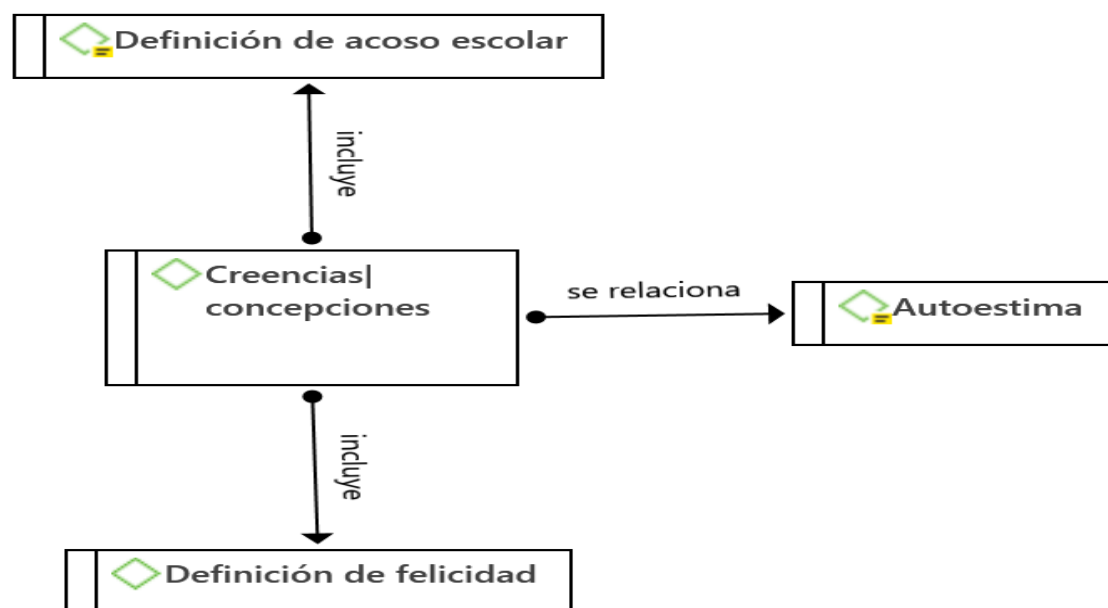 Definición de acoso escolar
incluye
Creencias|
concepciones
se relaciona
Autoestima
incluye
Definición de felicidad